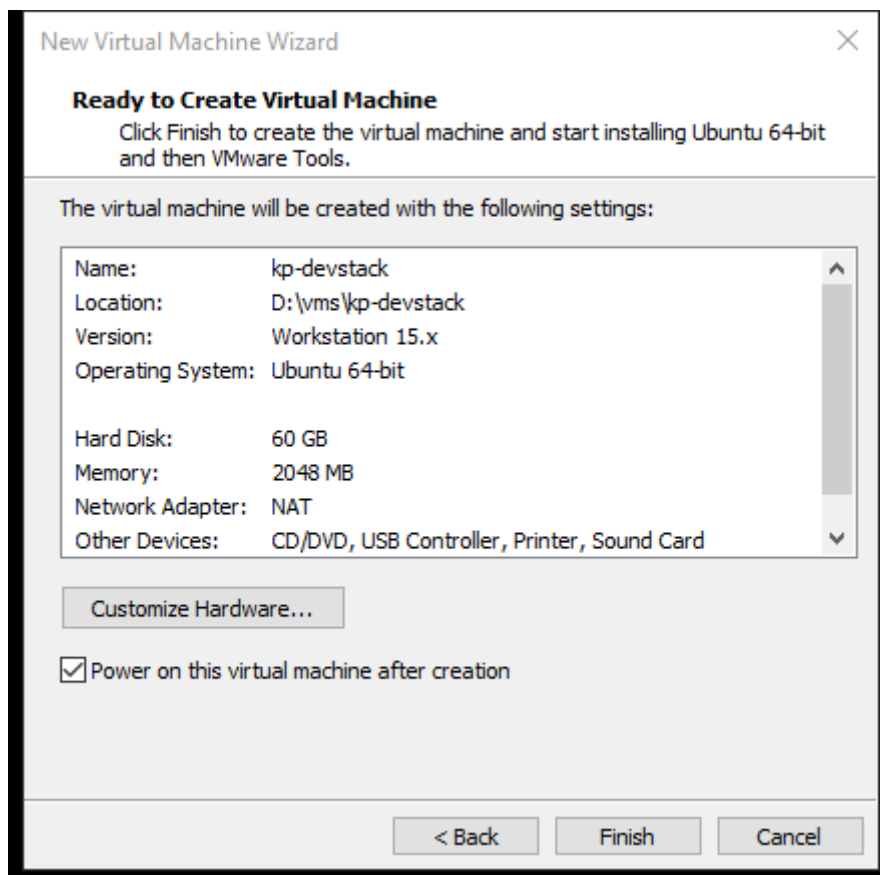 New Virtual Machine Wizard
Ready to Create Virtual Machine
Click Finish to create the virtual machine and start installing Ubuntu 64-bit
and then VMware Tools.
The virtual machine will be created with the following settings:
Name: kp-devstack
Location: D:\vms\kp-devstack
Version: Workstation 15.x
Operating System: Ubuntu 64-bit
Hard Disk: 60 GB
Memory: 2048 MB
Network Adapter: NAT
Other Devices: CD/DVD, USB Controller, Printer, Sound Card
Customize Hardware...
Power on this virtual machine after creation
< Back Finish Cancel